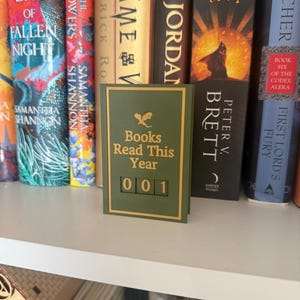 OF
FALLEN
NIGHT
SAMANTHA
SHANNON
SAMANTHA
SHANNON
JORDAN
PETER V.
BRETT
BOOK
SIX
OF THE
CODEX
ALERA
FIRST LORD'S
FURY
Books
Read This
Year
001